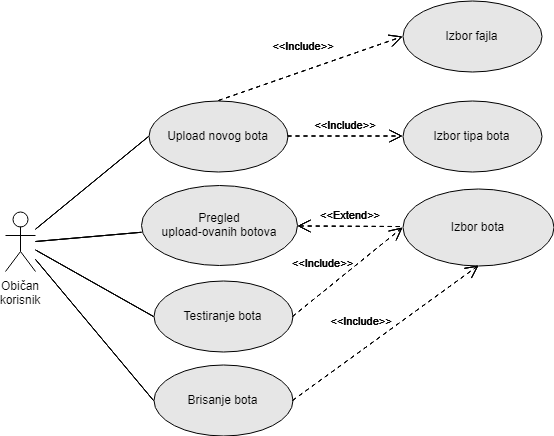 Izbor fajla
<<Include>>
Upload novog bota
<<Include>>
Izbor tipa bota
Pregled
upload-ovanih botova
<<Extend>>
Izbor bota
<<Include>>
Običan
korisnik
Testiranje bota
<<Include>>
Brisanje bota